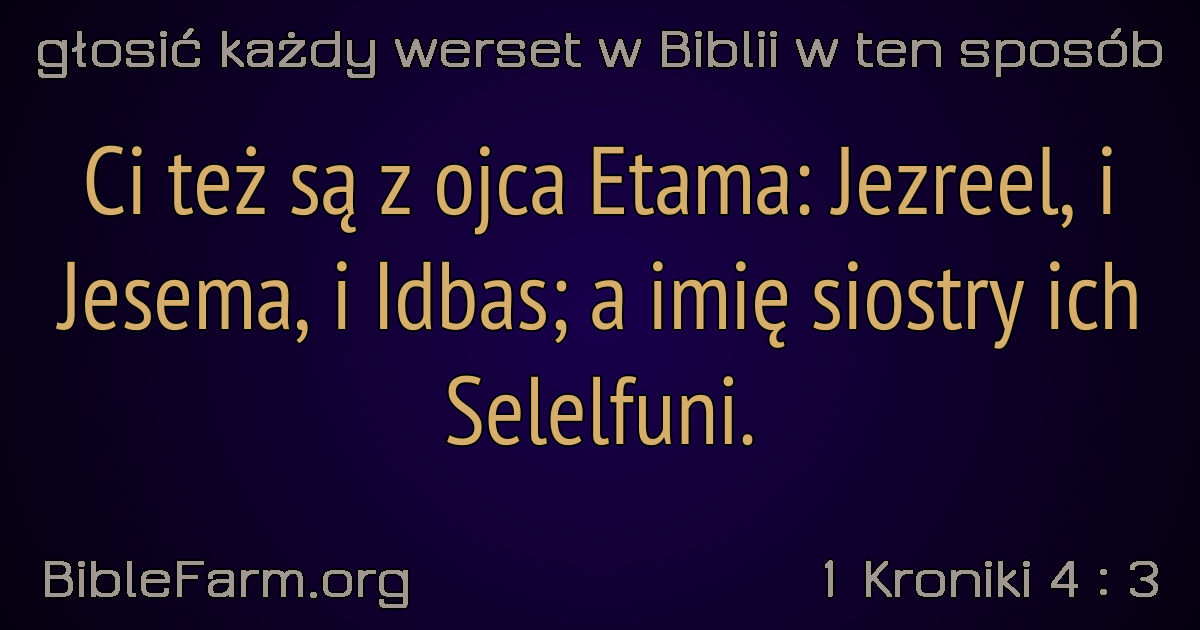 głosić każdy werset w Biblii w ten sposób
Ci też są z ojca Etama: Jezreel, i
Jesema, i Idbas; a imię siostry ich
Selelfuni.
BibleFarm.org
1 Kroniki 4 : 3